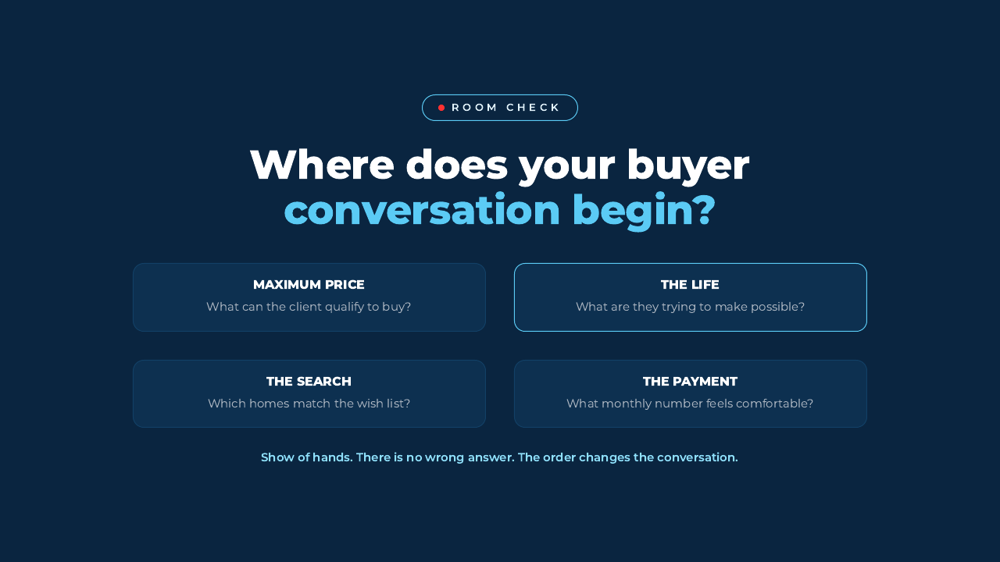 ROOM CHECK
Where does your buyer
conversation begin?
MAXIMUM PRICE
What can the client qualify to buy?
THE LIFE
What are they trying to make possible?
THE SEARCH
Which homes match the wish list?
THE PAYMENT
What monthly number feels comfortable?
Show of hands. There is no wrong answer. The order changes the conversation.